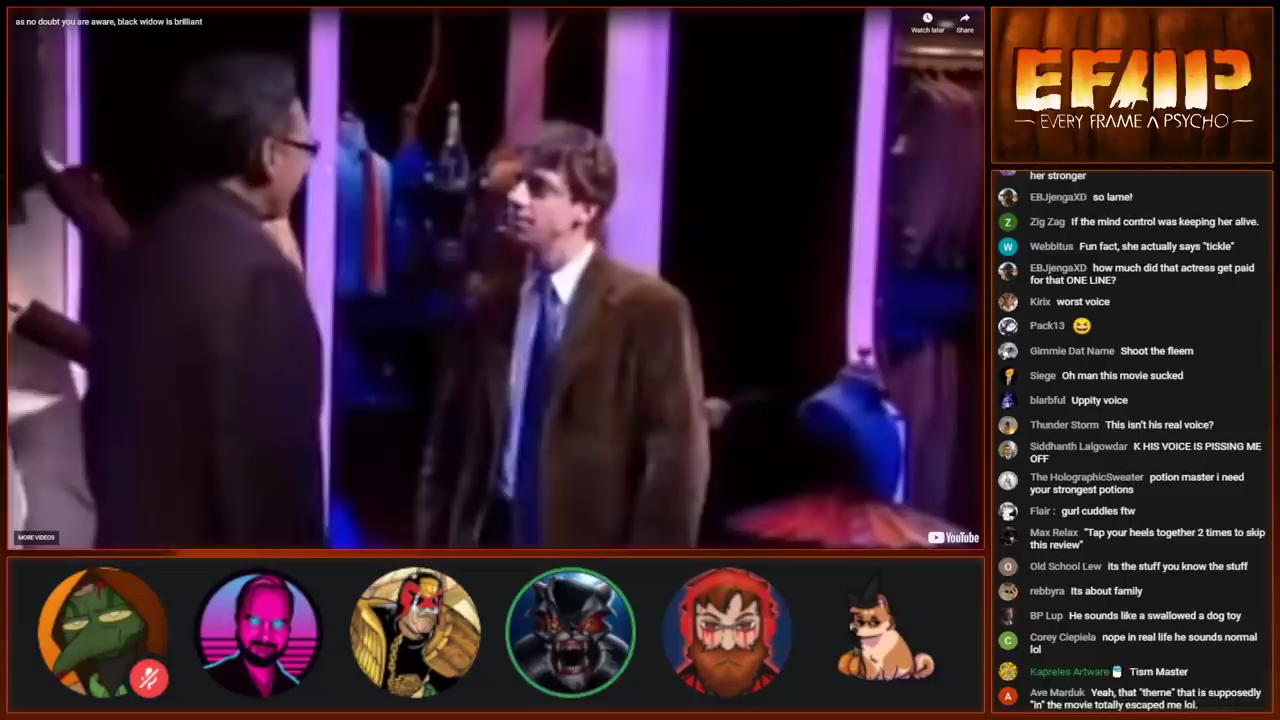 as no doubt you are aware, black widow is brilliant
Watch later
Share
MORE VIDEOS
YouTube
EFAP
EVERY FRAME A PSYCHO
her stronger
EBJjengaXD so lame!
Z
Zig Zag If the mind control was keeping her alive.
W
Webbitus Fun fact, she actually says "tickle"
EBJjengaXD how much did that actress get paid
for that ONE LINE?
Kirix worst voice
Pack13 😆
Gimmie Dat Name Shoot the fleem
Siege Oh man this movie sucked
blarbful Uppity voice
Thunder Storm This isn't his real voice?
Siddhanth Lalgowdar K HIS VOICE IS PISSING ME
OFF
The HolographicSweater potion master i need
your strongest potions
Flair : gurl cuddles ftw
Max Relax "Tap your heels together 2 times to skip
this review"
O
Old School Lew its the stuff you know the stuff
rebbyra Its about family
BP Lup He sounds like a swallowed a dog toy
C
Corey Ciepiela nope in real life he sounds normal
lol
Kapreles Artware Tism Master
A
Ave Marduk Yeah, that "theme" that is supposedly
"in" the movie totally escaped me lol.